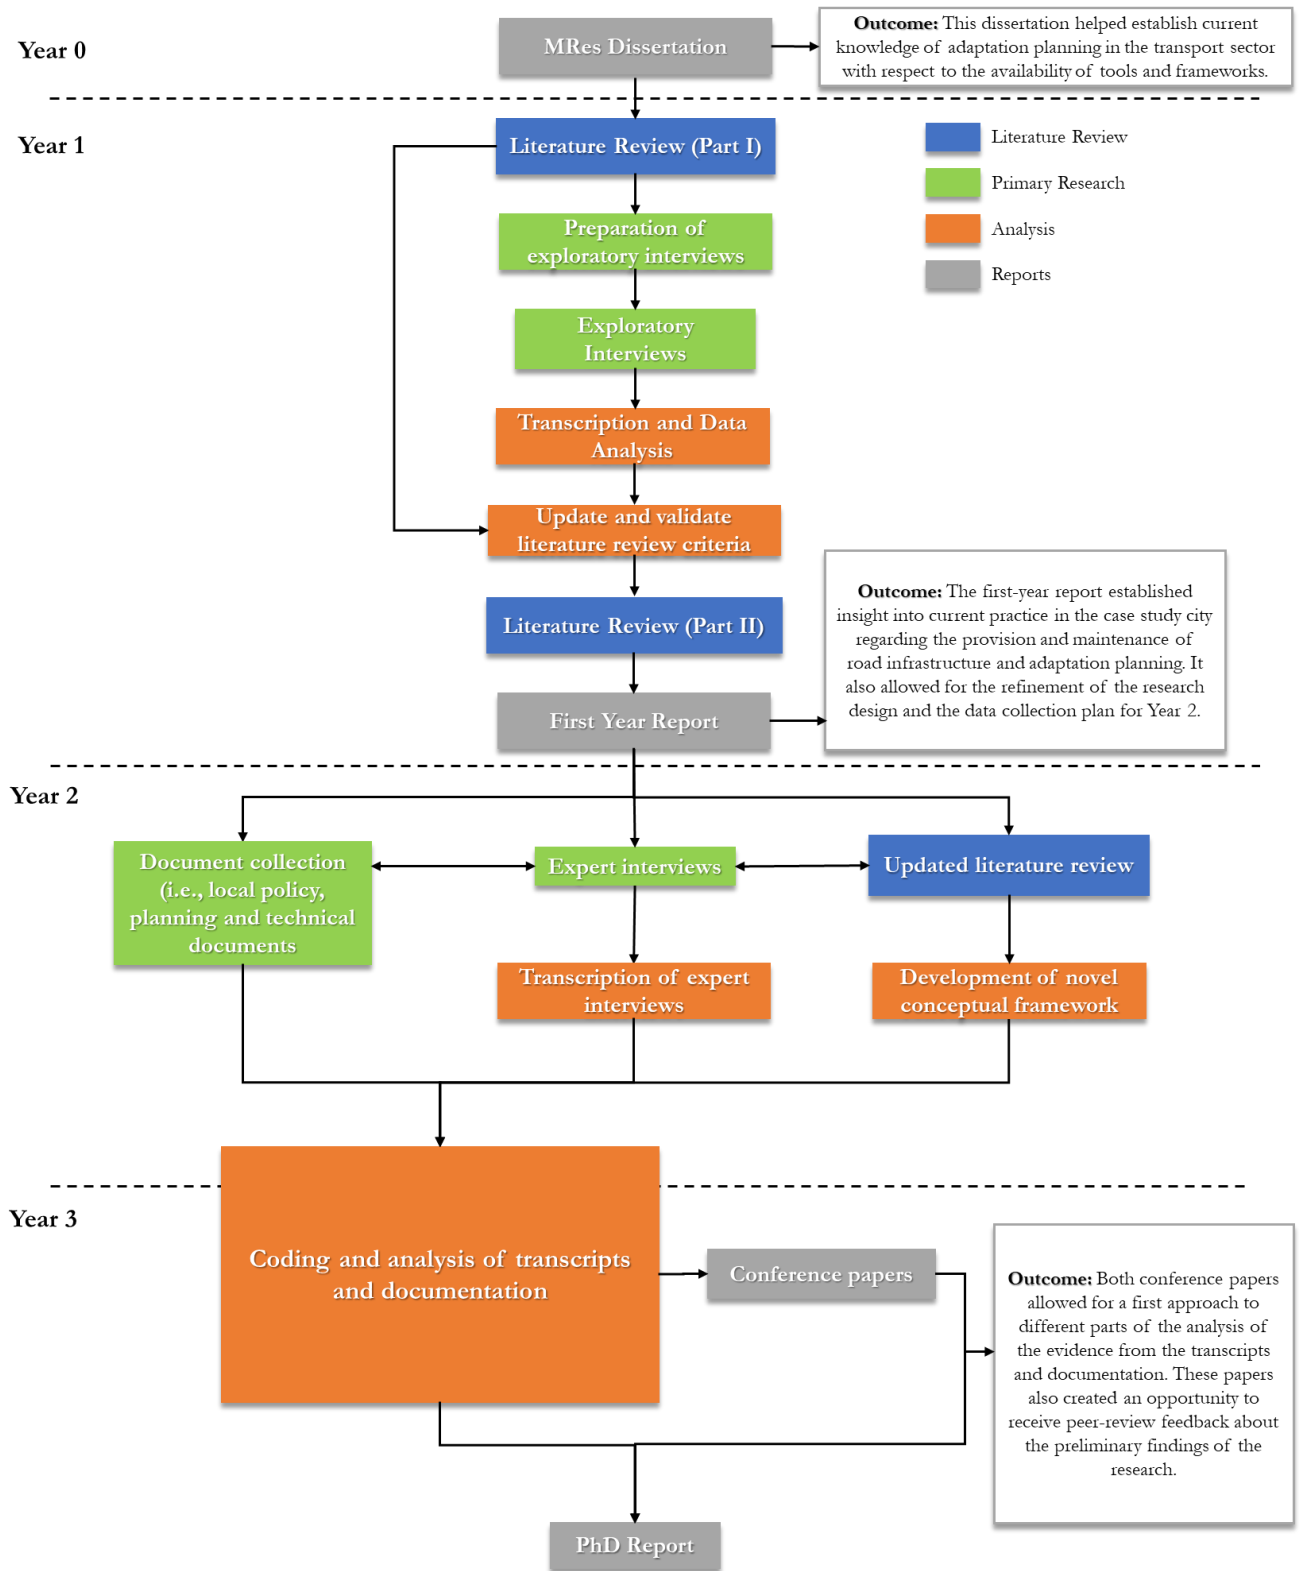 Year 0
MRes Dissertation
Outcome: This dissertation helped establish current
knowledge of adaptation planning in the transport sector
with respect to the availability of tools and frameworks.
Year 1
Literature Review (Part I)
Literature Review
Primary Research
Analysis
Reports
Preparation of
exploratory interviews
Exploratory
Interviews
Transcription and Data
Analysis
Update and validate
literature review criteria
Literature Review (Part II)
First Year Report
Outcome: The first-year report established
insight into current practice in the case study city
regarding the provision and maintenance of
road infrastructure and adaptation planning. It
also allowed for the refinement of the research
design and the data collection plan for Year 2.
Year 2
Document collection
(i.e., local policy,
planning and technical
documents
Expert interviews
Updated literature review
Transcription of expert
interviews
Development of novel
conceptual framework
Year 3
Coding and analysis of transcripts
and documentation
Conference papers
Outcome: Both conference papers
allowed for a first approach to
different parts of the analysis of
the evidence from the transcripts
and documentation. These papers
also created an opportunity to
receive peer-review feedback about
the preliminary findings of the
research.
PhD Report